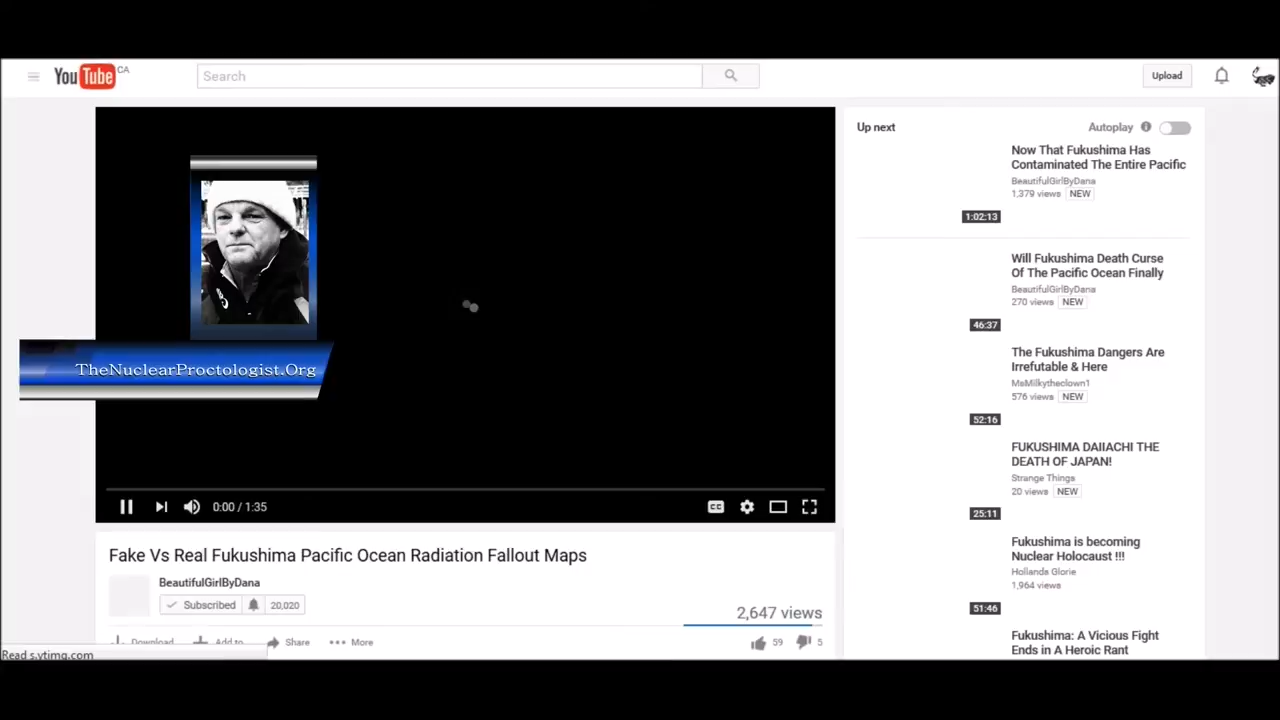 YouTube CA
Search
Upload
TheNuclearProctologist.Org
0:00 / 1:35
CC
Fake Vs Real Fukushima Pacific Ocean Radiation Fallout Maps
BeautifulGirlByDana
Subscribed 20,020
2,647 views
Download Add to Share More
59 5
Read s.ytimg.com
Up next
Autoplay
Now That Fukushima Has
Contaminated The Entire Pacific
BeautifulGirlByDana
1,379 views NEW
1:02:13
Will Fukushima Death Curse
Of The Pacific Ocean Finally
BeautifulGirlByDana
270 views NEW
46:37
The Fukushima Dangers Are
Irrefutable & Here
MsMilkytheclown1
576 views NEW
52:16
FUKUSHIMA DAIIACHI THE
DEATH OF JAPAN!
Strange Things
20 views NEW
25:11
Fukushima is becoming
Nuclear Holocaust !!!
Hollanda Glorie
1,964 views
51:46
Fukushima: A Vicious Fight
Ends in A Heroic Rant